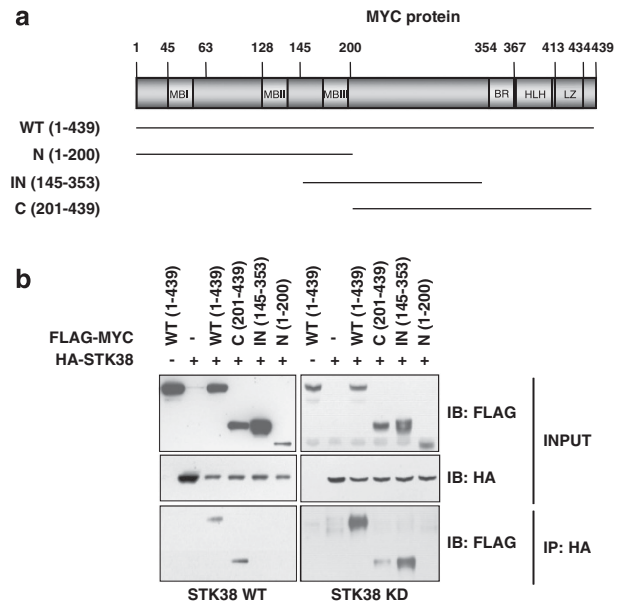 a
MYC protein
1 45 63 128 145 200 354 367 413 434 439
MBI MBII MBIII BR HLH LZ
WT (1-439)
N (1-200)
IN (145-353)
C (201-439)
b
WT (1-439) - WT (1-439) C (201-439) IN (145-353) N (1-200) WT (1-439) - WT (1-439) C (201-439) IN (145-353) N (1-200)
FLAG-MYC
HA-STK38 - + + + + + - + + + + +
IB: FLAG
INPUT
IB: HA
IB: FLAG
IP: HA
STK38 WT STK38 KD